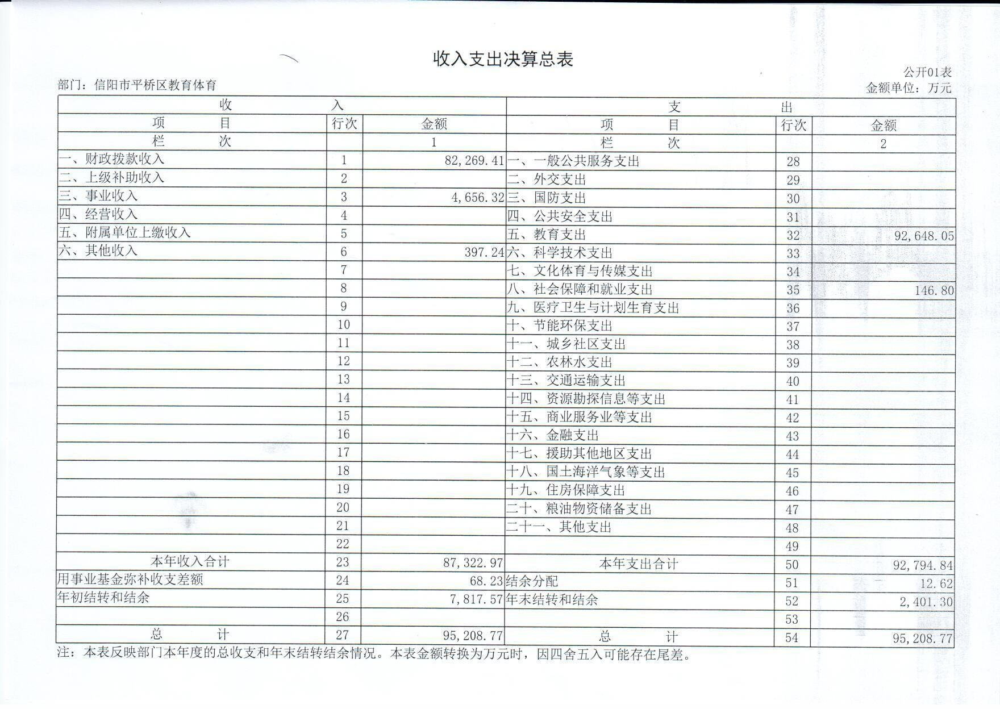 收入支出决算总表
公开01表
部门：信阳市平桥区教育体育
金额单位：万元
收 入 支 出
项 目 行次 金额 项 目 行次 金额
栏 次 1 栏 次 2
一、财政拨款收入 1 82,269.41 一、一般公共服务支出 28
二、上级补助收入 2 二、外交支出 29
三、事业收入 3 4,656.32 三、国防支出 30
四、经营收入 4 四、公共安全支出 31
五、附属单位上缴收入 5 五、教育支出 32 92,648.05
六、其他收入 6 397.24 六、科学技术支出 33
7 七、文化体育与传媒支出 34
8 八、社会保障和就业支出 35 146.80
9 九、医疗卫生与计划生育支出 36
10 十、节能环保支出 37
11 十一、城乡社区支出 38
12 十二、农林水支出 39
13 十三、交通运输支出 40
14 十四、资源勘探信息等支出 41
15 十五、商业服务业等支出 42
16 十六、金融支出 43
17 十七、援助其他地区支出 44
18 十八、国土海洋气象等支出 45
19 十九、住房保障支出 46
20 二十、粮油物资储备支出 47
21 二十一、其他支出 48
22 49
本年收入合计 23 87,322.97 本年支出合计 50 92,794.84
用事业基金弥补收支差额 24 68.23 结余分配 51 12.62
年初结转和结余 25 7,817.57 年末结转和结余 52 2,401.30
26 53
总 计 27 95,208.77 总 计 54 95,208.77
注：本表反映部门本年度的总收支和年末结转结余情况。本表金额转换为万元时，因四舍五入可能存在尾差。